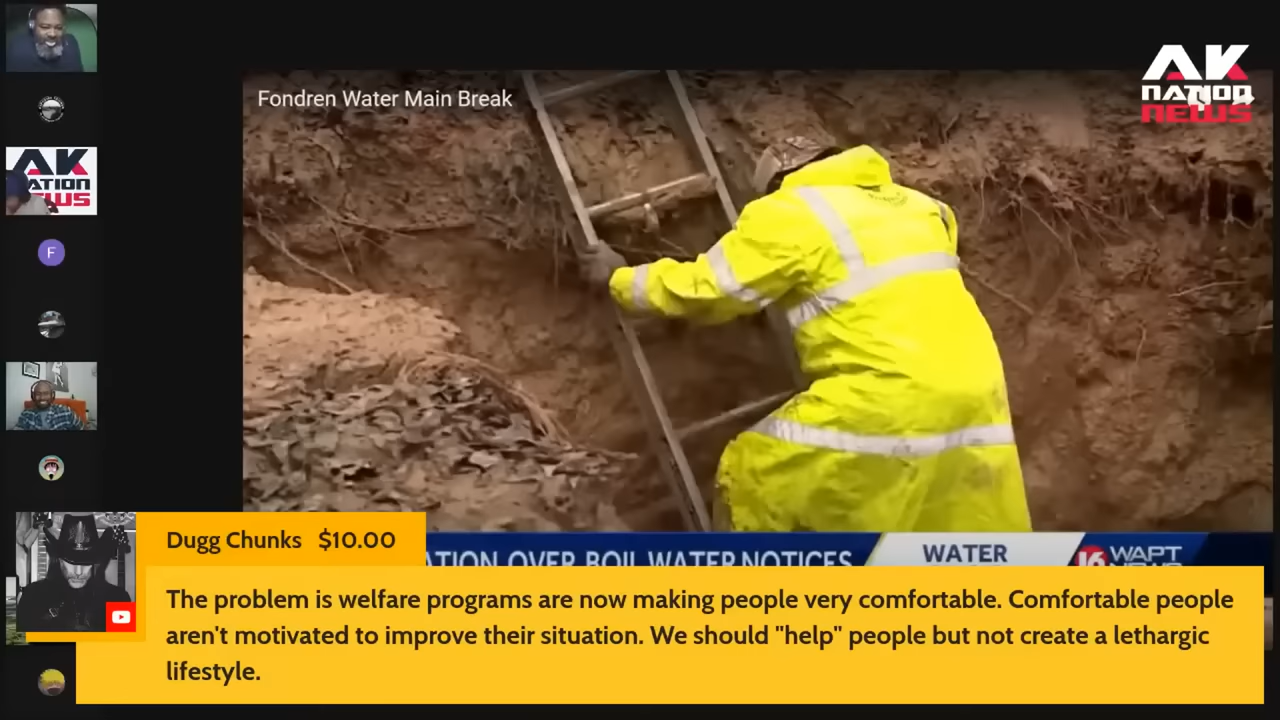 Fondren Water Main Break
AK
NATION
NEWS
AK
ATION
WS
F
Dugg Chunks $10.00
ATION OVER BOIL WATER NOTICES
WATER
16 WAPT
NEWS
The problem is welfare programs are now making people very comfortable. Comfortable people
aren't motivated to improve their situation. We should "help" people but not create a lethargic
lifestyle.